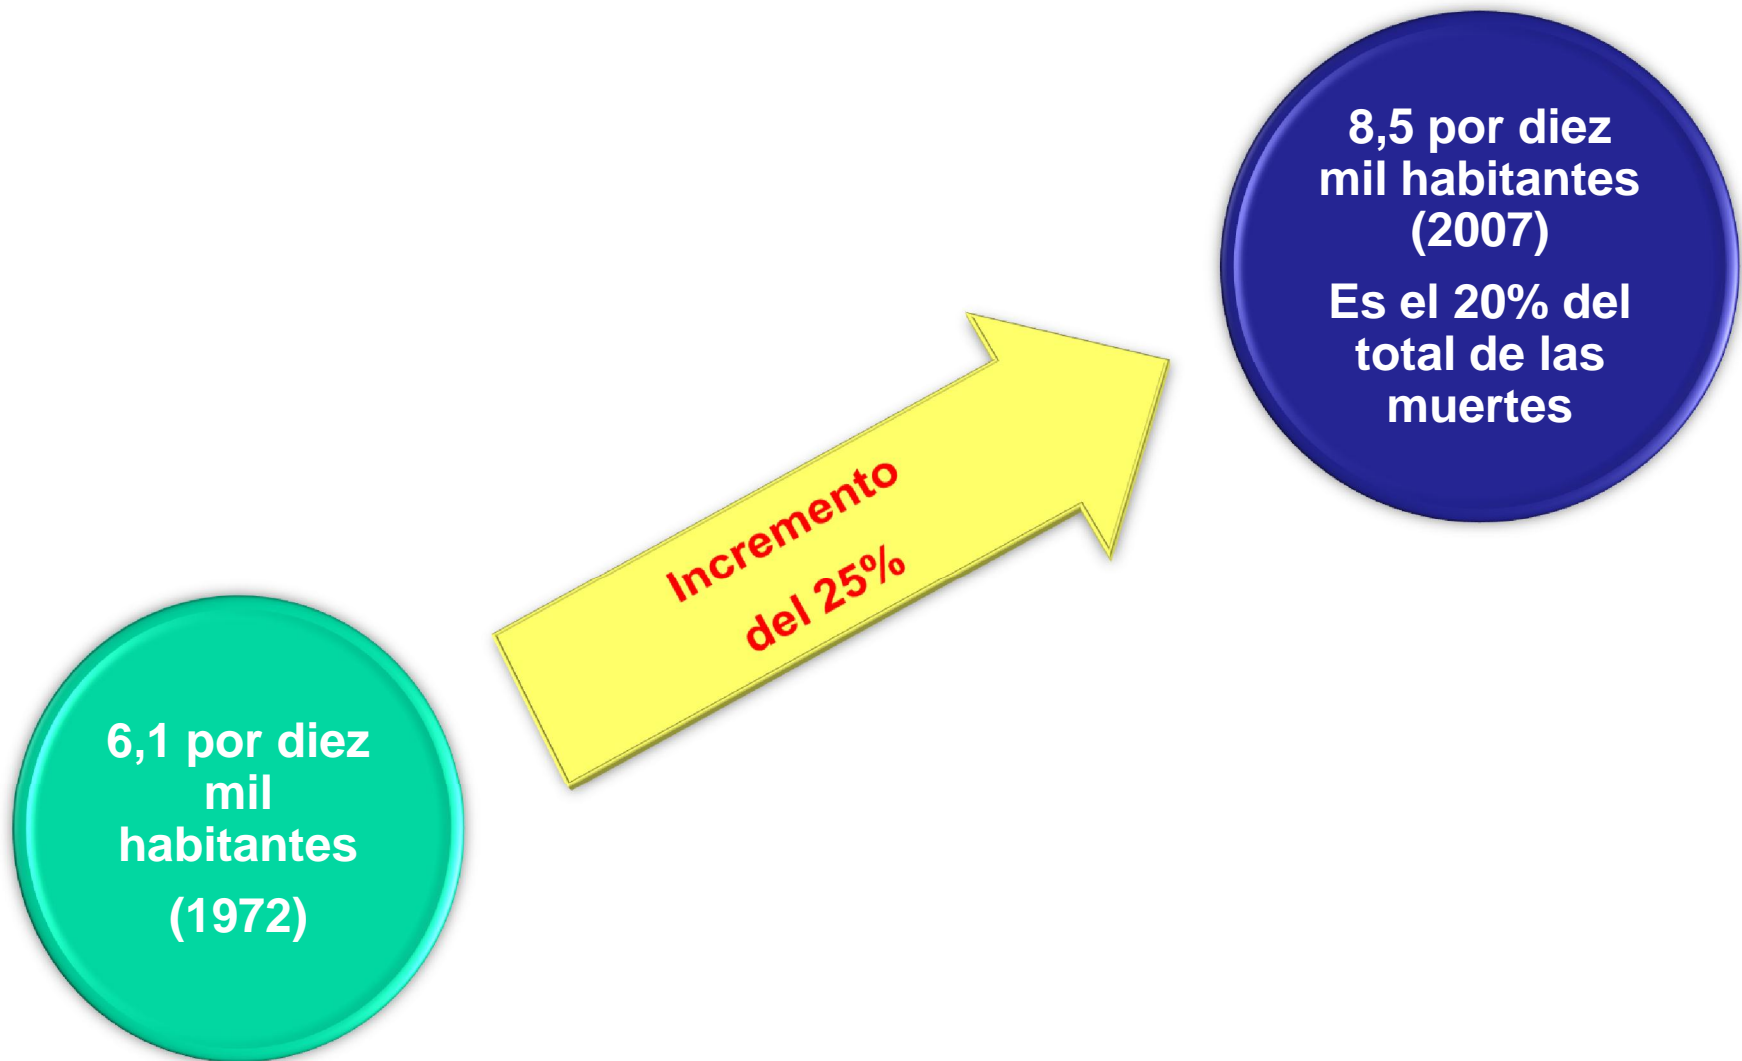 8,5 por diez
mil habitantes
(2007)
Es el 20% del
total de las
muertes
Incremento
del 25%
6,1 por diez
mil
habitantes
(1972)